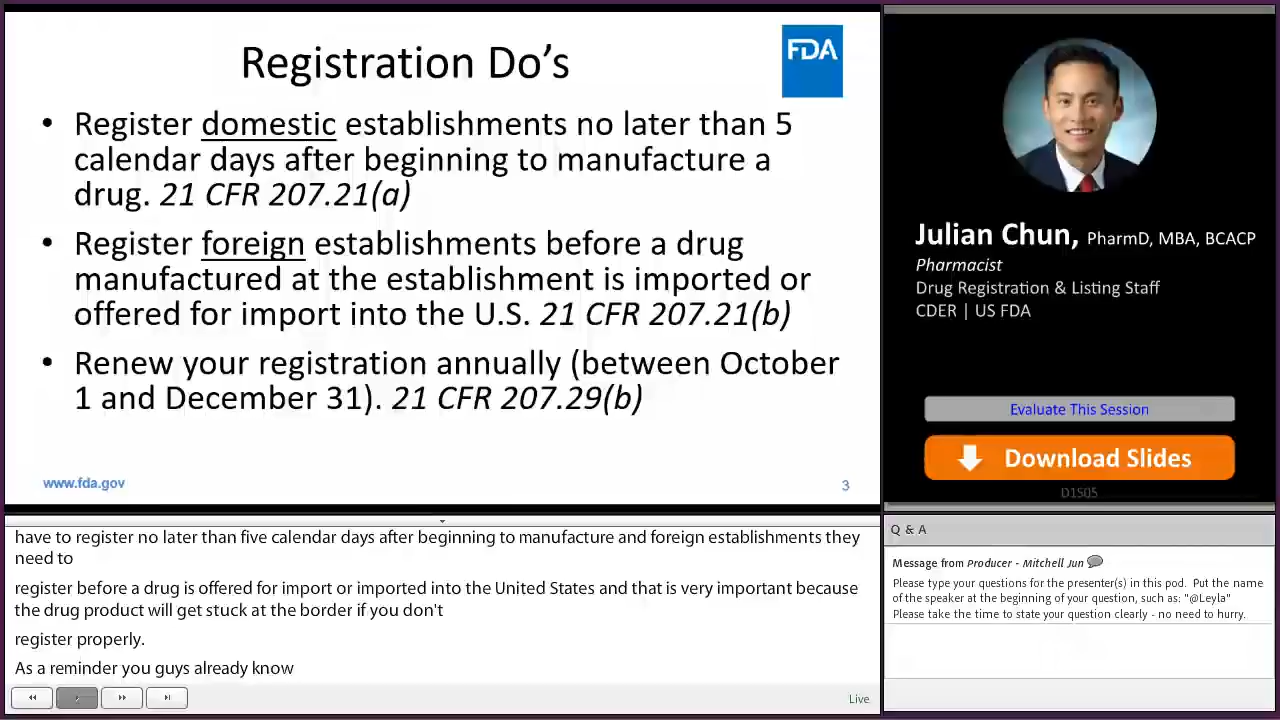 Registration Do's
FDA
• Register domestic establishments no later than 5
calendar days after beginning to manufacture a
drug. 21 CFR 207.21(a)
• Register foreign establishments before a drug
manufactured at the establishment is imported or
offered for import into the U.S. 21 CFR 207.21(b)
• Renew your registration annually (between October
1 and December 31). 21 CFR 207.29(b)
www.fda.gov
3
Julian Chun, PharmD, MBA, BCACP
Pharmacist
Drug Registration & Listing Staff
CDER | US FDA
Evaluate This Session
Download Slides
D1505
have to register no later than five calendar days after beginning to manufacture and foreign establishments they
need to
register before a drug is offered for import or imported into the United States and that is very important because
the drug product will get stuck at the border if you don't
register properly.
As a reminder you guys already know
Live
Q & A
Message from Producer - Mitchell Jun
Please type your questions for the presenter(s) in this pod. Put the name
of the speaker at the beginning of your question, such as: "@Leyla"
Please take the time to state your question clearly - no need to hurry.